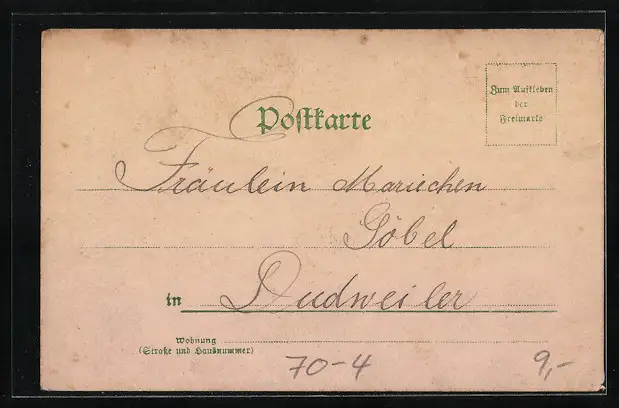 Postkarte
Zum Aufkleben
der
Freimarke
Fräulein Mariechen
Göbel
in Dudweiler
Wohnung
(Straße und Hausnummer)
70-4
9,-